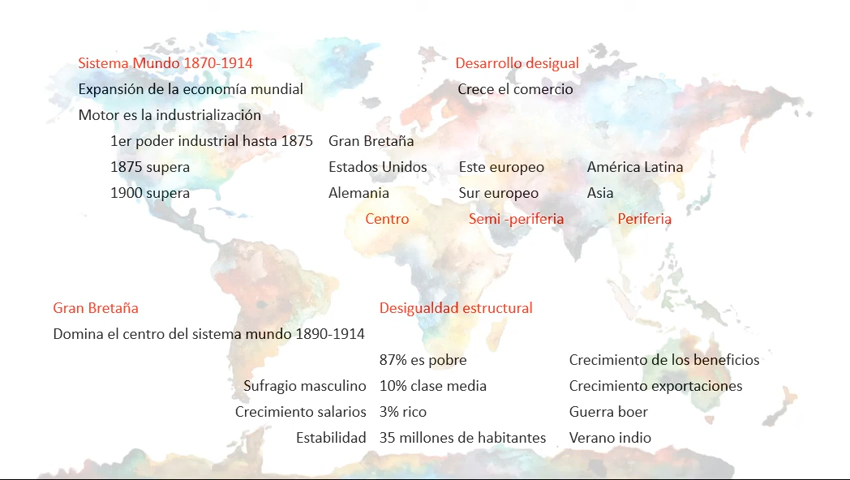 Sistema Mundo 1870-1914
Desarrollo desigual
Expansión de la economía mundial
Crece el comercio
Motor es la industrialización
1er poder industrial hasta 1875 Gran Bretaña
1875 supera Estados Unidos Este europeo América Latina
1900 supera Alemania Sur europeo Asia
Centro Semi -periferia Periferia
Gran Bretaña
Desigualdad estructural
Domina el centro del sistema mundo 1890-1914
87% es pobre Crecimiento de los beneficios
Sufragio masculino 10% clase media Crecimiento exportaciones
Crecimiento salarios 3% rico Guerra boer
Estabilidad 35 millones de habitantes Verano indio